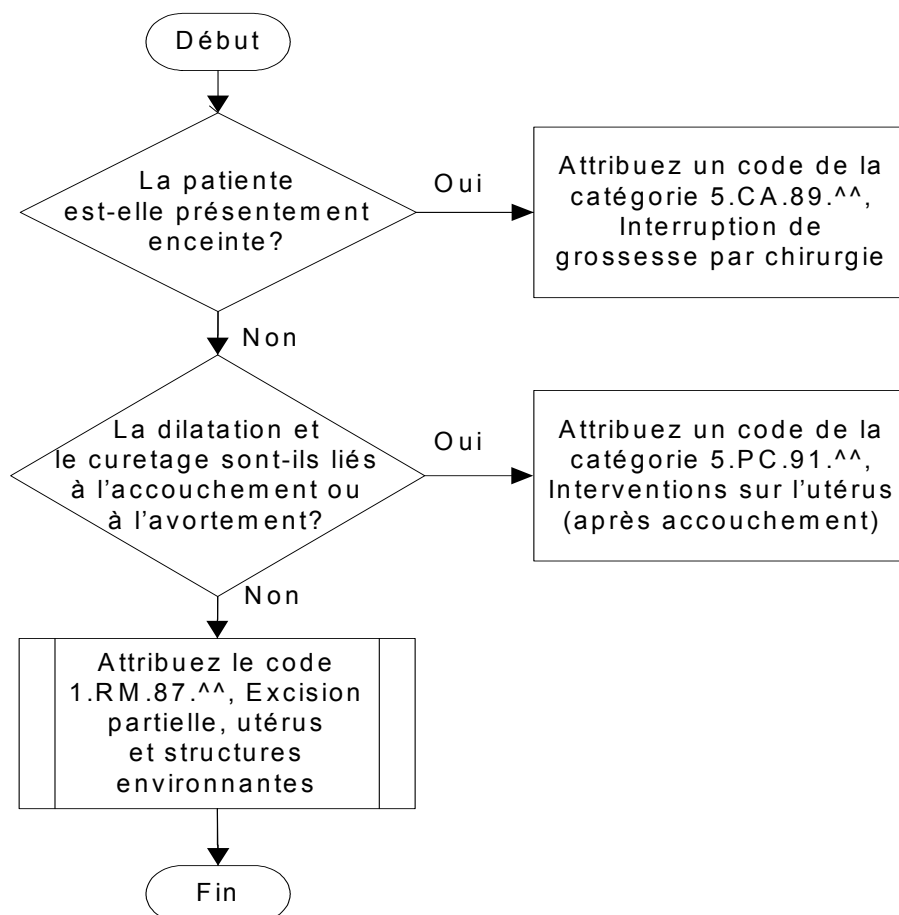 Début
La patiente
est-elle présentement
enceinte?
Oui
Attribuez un code de la
catégorie 5.CA.89.^^,
Interruption de
grossesse par chirurgie
Non
La dilatation et
le curetage sont-ils liés
à l'accouchement ou
à l'avortement?
Oui
Attribuez un code de la
catégorie 5.PC.91.^^,
Interventions sur l'utérus
(après accouchement)
Non
Attribuez le code
1.RM.87.^^, Excision
partielle, utérus
et structures
environnantes
Fin